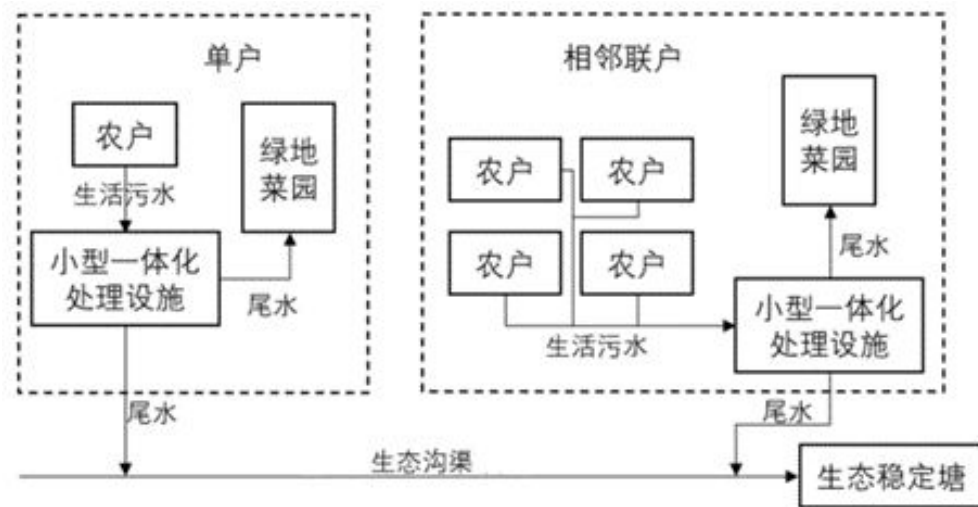 单户
农户
生活污水
小型一体化
处理设施
绿地
菜园
尾水
尾水
相邻联户
农户
农户
农户
农户
生活污水
小型一体化
处理设施
绿地
菜园
尾水
尾水
生态沟渠
生态稳定塘